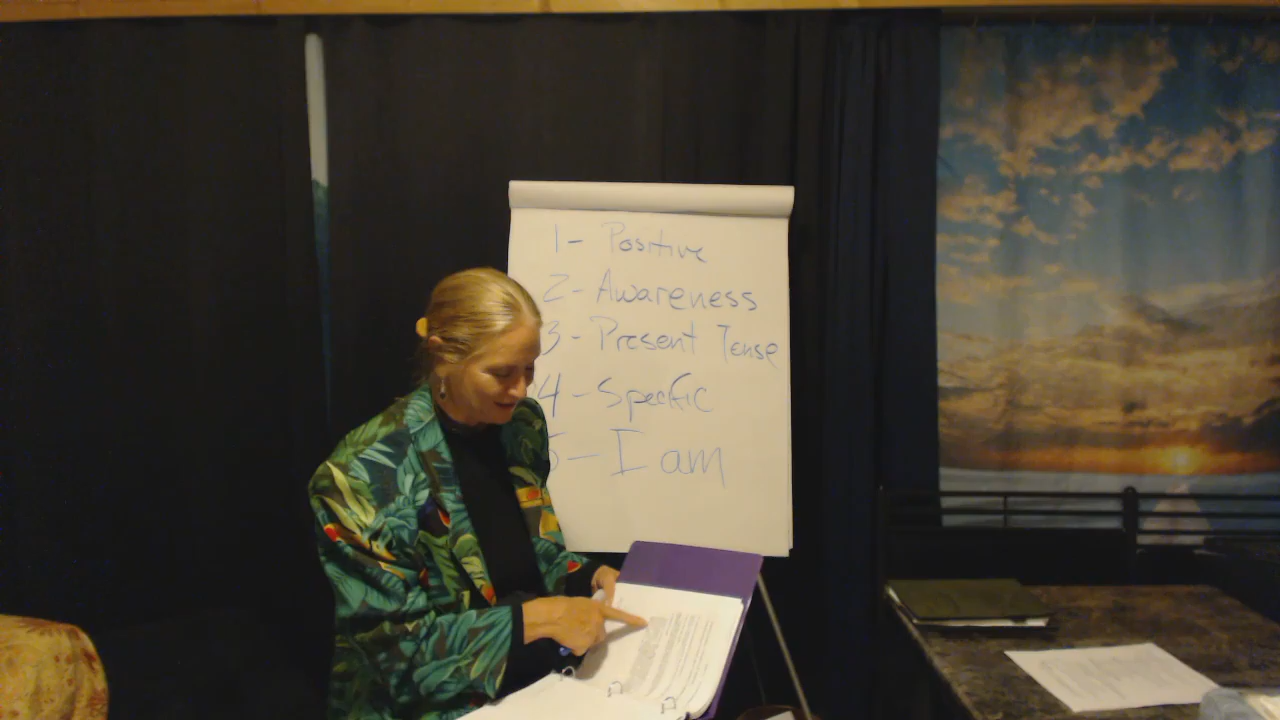 1- Positive
2- Awareness
3- Present Tense
4- Specific
5- I am